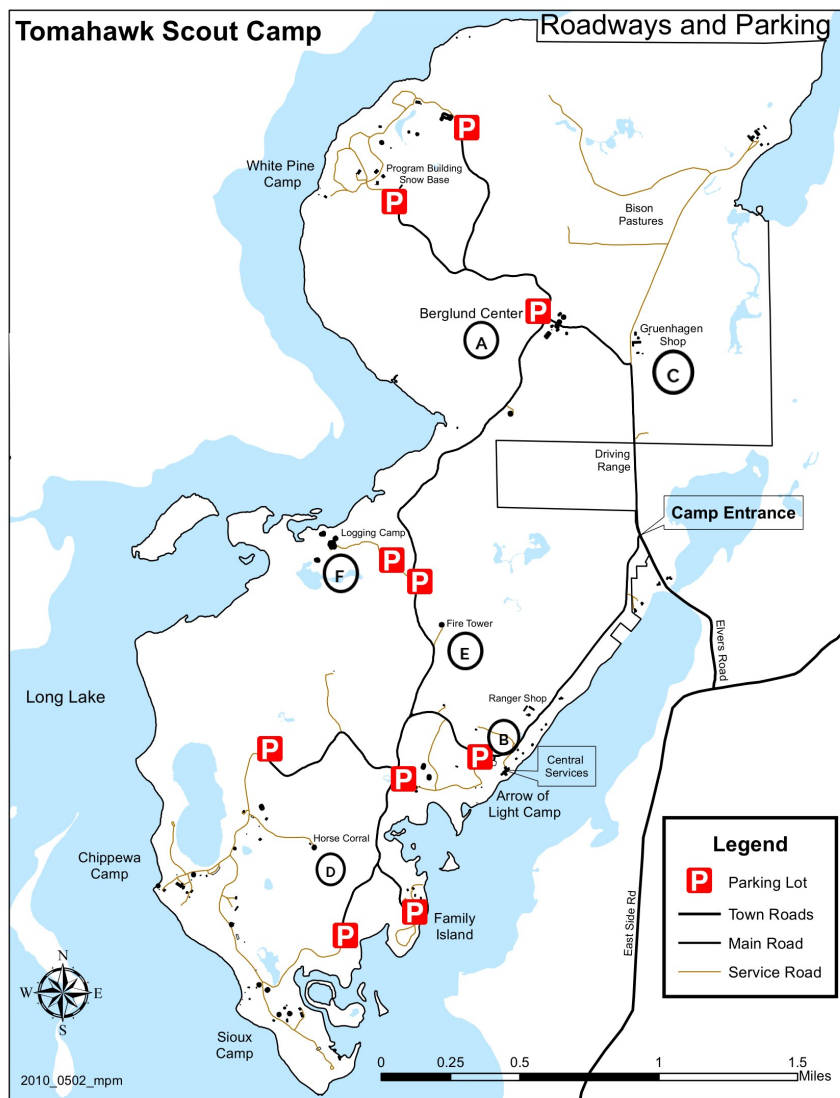 Tomahawk Scout Camp
Roadways and Parking
P
White Pine
Camp
Program Building
Snow Base
P
Bison
Pastures
Berglund Center
P
A
Gruenhagen
Shop
C
Driving
Range
Camp Entrance
Logging Camp
P
P
F
Fire Tower
E
Elvers Road
Long Lake
Ranger Shop
B
P
P
P
Central
Services
Arrow of
Light Camp
Horse Corral
D
Chippewa
Camp
P
Family
Island
P
East Side Rd
Legend
P
Parking Lot
Town Roads
Main Road
Service Road
N
W
E
S
Sioux
Camp
2010_0502_mpm
0
0.25
0.5
1
1.5
Miles